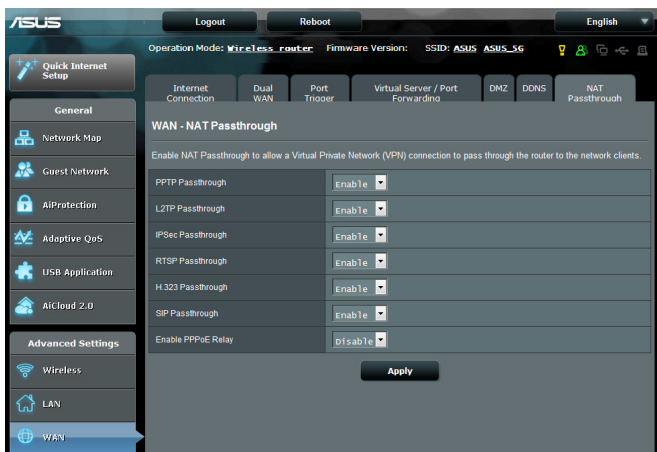 ASUS
Logout
Reboot
English
Operation Mode: Wireless router Firmware Version: SSID: ASUS ASUS_5G
Quick Internet
Setup
General
Network Map
Guest Network
AiProtection
Adaptive QoS
USB Application
AiCloud 2.0
Advanced Settings
Wireless
LAN
WAN
Internet
Connection
Dual
WAN
Port
Trigger
Virtual Server / Port
Forwarding
DMZ
DDNS
NAT
Passthrough
WAN - NAT Passthrough
Enable NAT Passthrough to allow a Virtual Private Network (VPN) connection to pass through the router to the network clients.
PPTP Passthrough Enable
L2TP Passthrough Enable
IPSec Passthrough Enable
RTSP Passthrough Enable
H.323 Passthrough Enable
SIP Passthrough Enable
Enable PPPoE Relay Disable
Apply